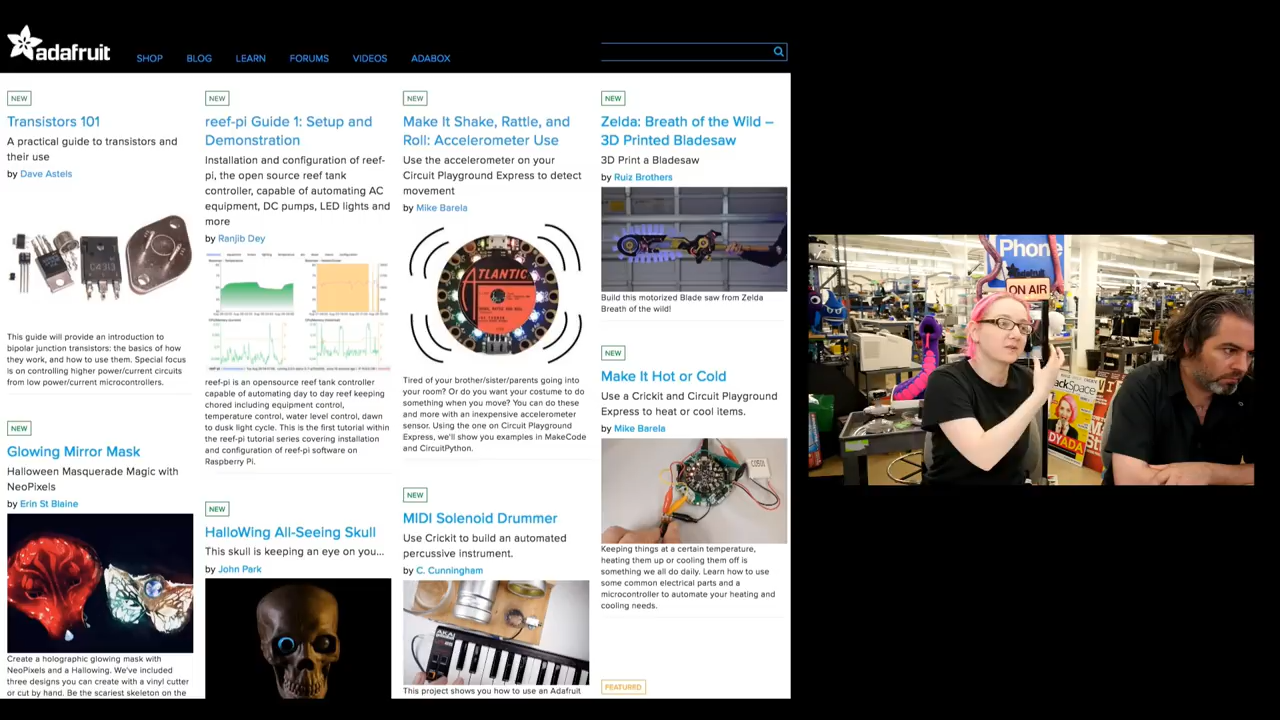 adafruit
SHOP
BLOG
LEARN
FORUMS
VIDEOS
ADABOX
NEW
Transistors 101
A practical guide to transistors and
their use
by Dave Astels
This guide will provide an introduction to
bipolar junction transistors: the basics of how
they work, and how to use them. Special focus
is on controlling higher power/current circuits
from low power/current microcontrollers.
NEW
Glowing Mirror Mask
Halloween Masquerade Magic with
NeoPixels
by Erin St Blaine
Create a holographic glowing mask with
NeoPixels and a Hallowing. We've included
three designs you can create with a vinyl cutter
or cut by hand. Be the scariest skeleton on the
NEW
reef-pi Guide 1: Setup and
Demonstration
Installation and configuration of reef-
pi, the open source reef tank
controller, capable of automating AC
equipment, DC pumps, LED lights and
more
by Ranjib Dey
reef-pi is an opensource reef tank controller
capable of automating day to day reef keeping
chored including equipment control,
temperature control, water level control, dawn
to dusk light cycle. This is the first tutorial within
the reef-pi tutorial series covering installation
and configuration of reef-pi software on
Raspberry Pi.
NEW
HalloWing All-Seeing Skull
This skull is keeping an eye on you...
by John Park
NEW
Make It Shake, Rattle, and
Roll: Accelerometer Use
Use the accelerometer on your
Circuit Playground Express to detect
movement
by Mike Barela
ATLANTIC
Tired of your brother/sister/parents going into
your room? Or do you want your costume to do
something when you move? You can do these
and more with an inexpensive accelerometer
sensor. Using the one on Circuit Playground
Express, we'll show you examples in MakeCode
and CircuitPython.
NEW
MIDI Solenoid Drummer
Use Crickit to build an automated
percussive instrument.
by C. Cunningham
AKAI
This project shows you how to use an Adafruit
NEW
Zelda: Breath of the Wild –
3D Printed Bladesaw
3D Print a Bladesaw
by Ruiz Brothers
Build this motorized Blade saw from Zelda
Breath of the wild!
NEW
Make It Hot or Cold
Use a Crickit and Circuit Playground
Express to heat or cool items.
by Mike Barela
Keeping things at a certain temperature,
heating them up or cooling them off is
something we all do daily. Learn how to use
some common electrical parts and a
microcontroller to automate your heating and
cooling needs.
FEATURED
Phone
adafruit
ON AIR
ackSpace
LADYADA